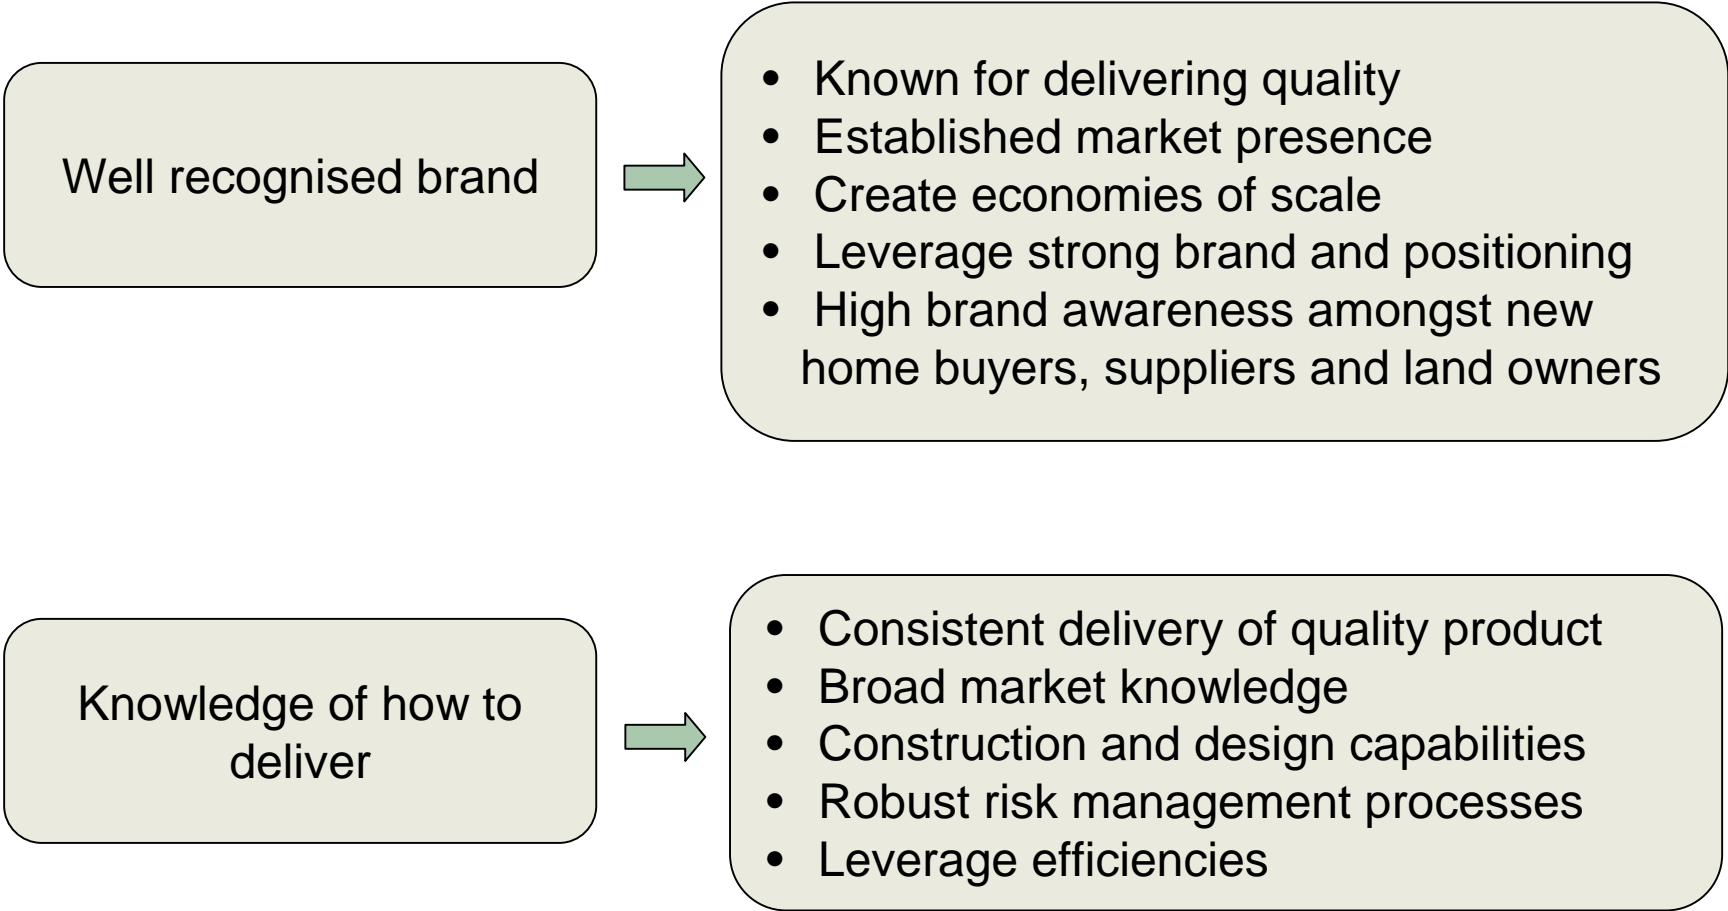 Well recognised brand
• Known for delivering quality
• Established market presence
• Create economies of scale
• Leverage strong brand and positioning
• High brand awareness amongst new
home buyers, suppliers and land owners
Knowledge of how to
deliver
• Consistent delivery of quality product
• Broad market knowledge
• Construction and design capabilities
• Robust risk management processes
• Leverage efficiencies